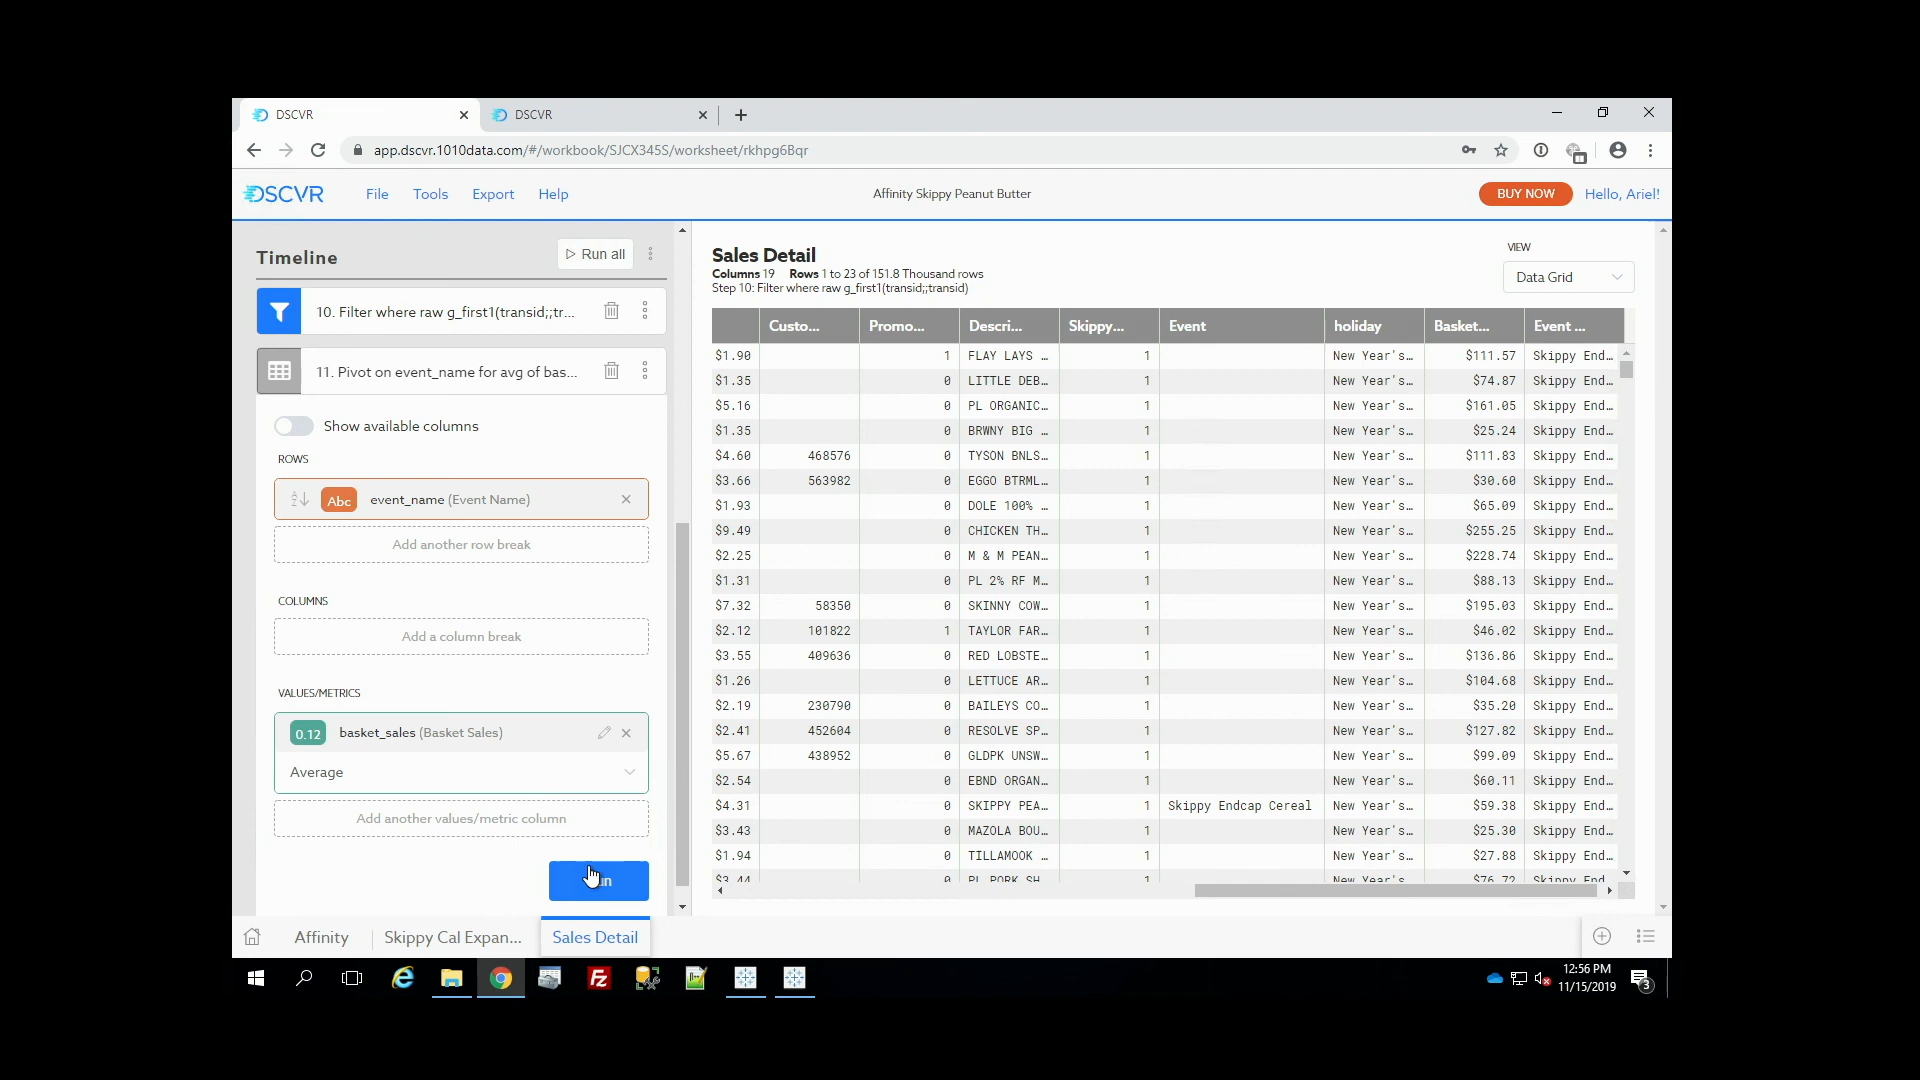 DSCVR
DSCVR
app.dscvr.1010data.com/#/workbook/SJCX345S/worksheet/rkhpg6Bqr
DSCVR File Tools Export Help Affinity Skippy Peanut Butter BUY NOW Hello, Ariel!
Timeline Run all
10. Filter where raw g_first1(transid;;tr...
11. Pivot on event_name for avg of bas...
Show available columns
ROWS
Abc event_name (Event Name)
Add another row break
COLUMNS
Add a column break
VALUES/METRICS
0.12 basket_sales (Basket Sales)
Average
Add another values/metric column
Sales Detail
Columns 19 Rows 1 to 23 of 151.8 Thousand rows
Step 10: Filter where raw g_first1(transid;;transid)
VIEW
Data Grid
Custo... Promo... Descri... Skippy... Event holiday Basket... Event ...
$1.90 1 FLAY LAYS … 1 New Year's… $111.57 Skippy End…
$1.35 0 LITTLE DEB… 1 New Year's… $74.87 Skippy End…
$5.16 0 PL ORGANIC… 1 New Year's… $161.05 Skippy End…
$1.35 0 BRWNY BIG … 1 New Year's… $25.24 Skippy End…
$4.60 468576 0 TYSON BNLS… 1 New Year's… $111.83 Skippy End…
$3.66 563982 0 EGGO BTRML… 1 New Year's… $30.60 Skippy End…
$1.93 0 DOLE 100% … 1 New Year's… $65.09 Skippy End…
$9.49 0 CHICKEN TH… 1 New Year's… $255.25 Skippy End…
$2.25 0 M & M PEAN… 1 New Year's… $228.74 Skippy End…
$1.31 0 PL 2% RF M… 1 New Year's… $88.13 Skippy End…
$7.32 58350 0 SKINNY COW… 1 New Year's… $195.03 Skippy End…
$2.12 101822 1 TAYLOR FAR… 1 New Year's… $46.02 Skippy End…
$3.55 409636 0 RED LOBSTE… 1 New Year's… $136.86 Skippy End…
$1.26 0 LETTUCE AR… 1 New Year's… $104.68 Skippy End…
$2.19 230790 0 BAILEYS CO… 1 New Year's… $35.20 Skippy End…
$2.41 452604 0 RESOLVE SP… 1 New Year's… $127.82 Skippy End…
$5.67 438952 0 GLDPK UNSW… 1 New Year's… $99.09 Skippy End…
$2.54 0 EBND ORGAN… 1 New Year's… $60.11 Skippy End…
$4.31 0 SKIPPY PEA… 1 Skippy Endcap Cereal New Year's… $59.38 Skippy End…
$3.43 0 MAZOLA BOU… 1 New Year's… $25.30 Skippy End…
$1.94 0 TILLAMOOK … 1 New Year's… $27.88 Skippy End…
$3.44 0 PL PORK SH… 1 New Year's… $76.72 Skippy End…
Affinity Skippy Cal Expan... Sales Detail
12:56 PM
11/15/2019
3